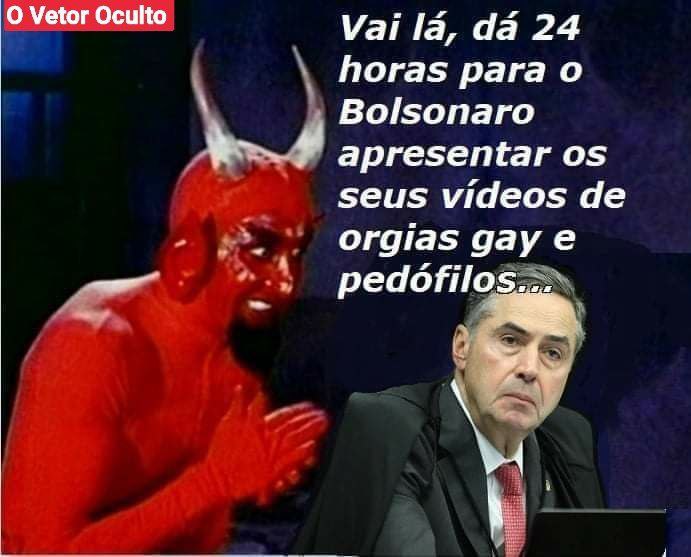 O Vetor Oculto
Vai lá, dá 24
horas para o
Bolsonaro
apresentar os
seus vídeos de
orgias gay e
pedófilos...